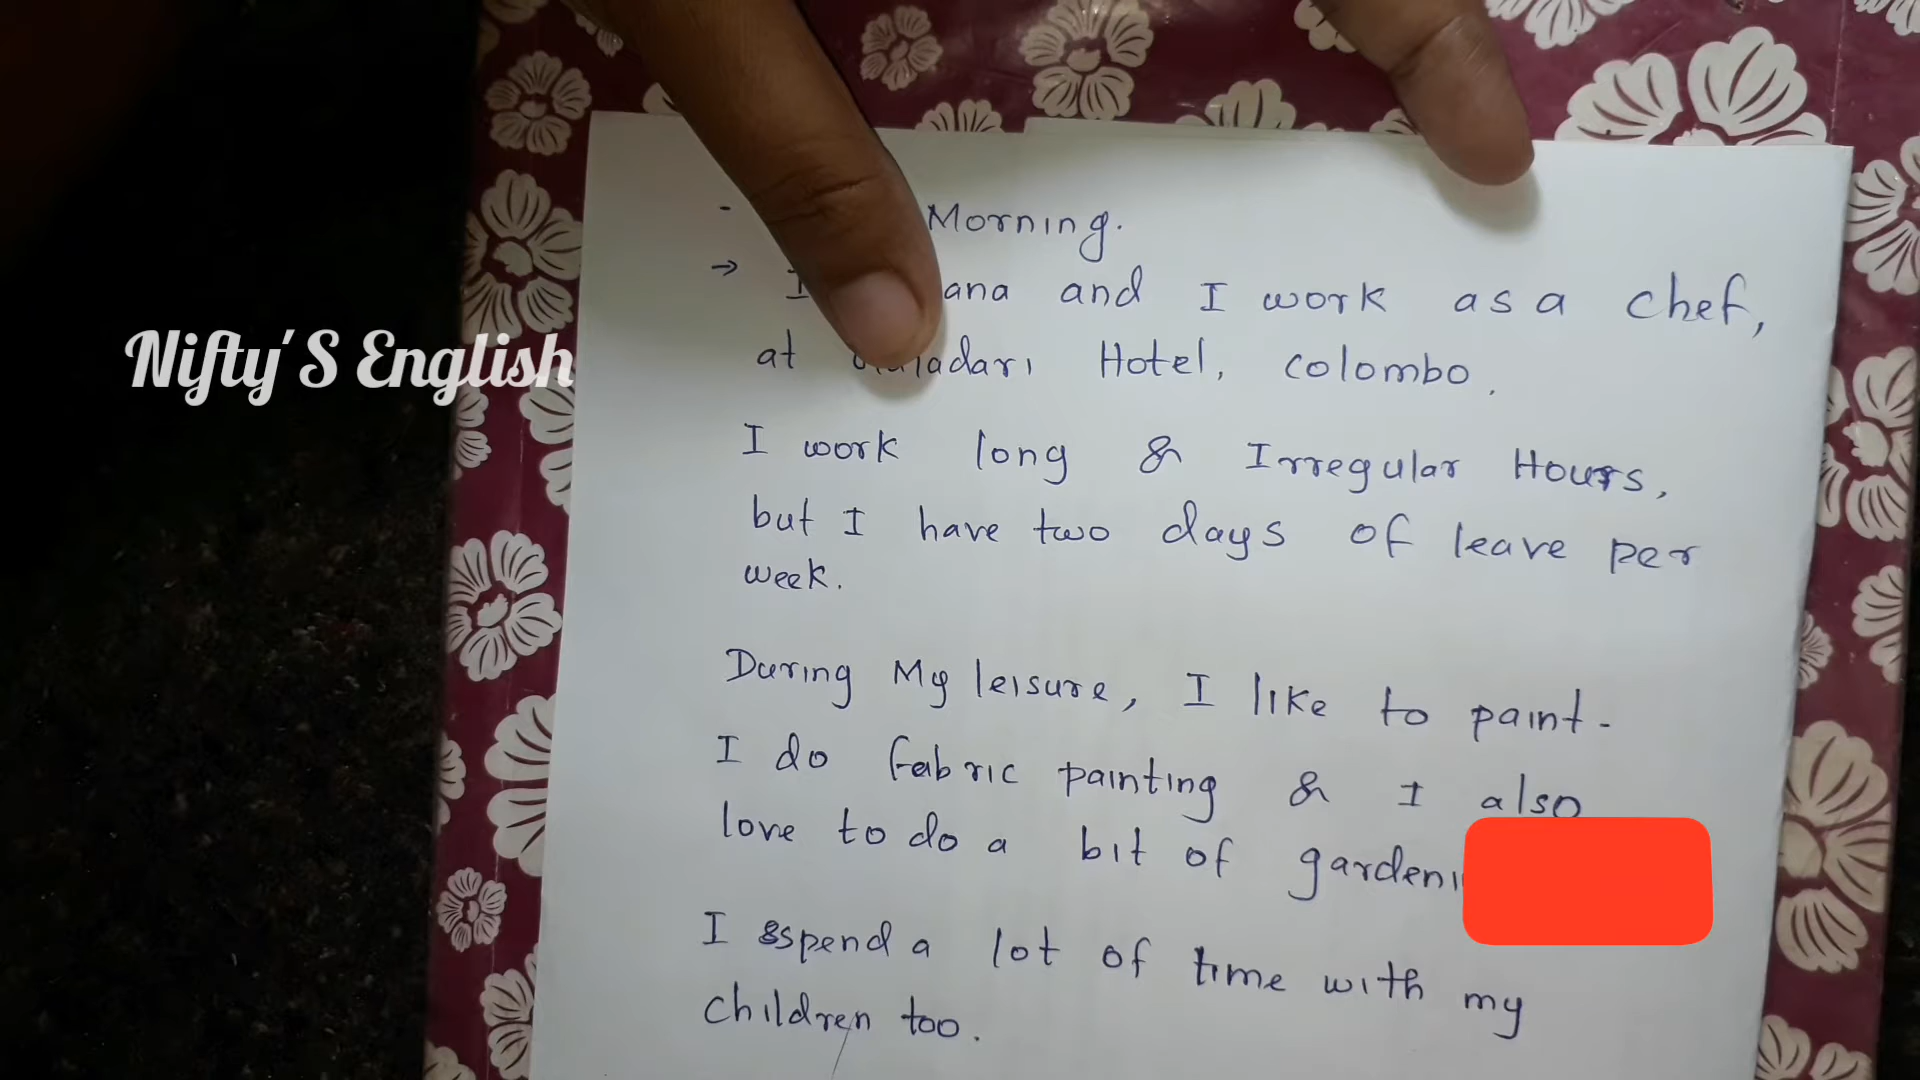 - Morning.
→ I and I work as a chef,
at Hotel, colombo.
Nifty'S English
I work long & Irregular Hours,
but I have two days of leave per
week.
During My leisure, I like to paint.
I do fabric painting & I also
love to do a bit of
I spend a lot of time with my
children too.